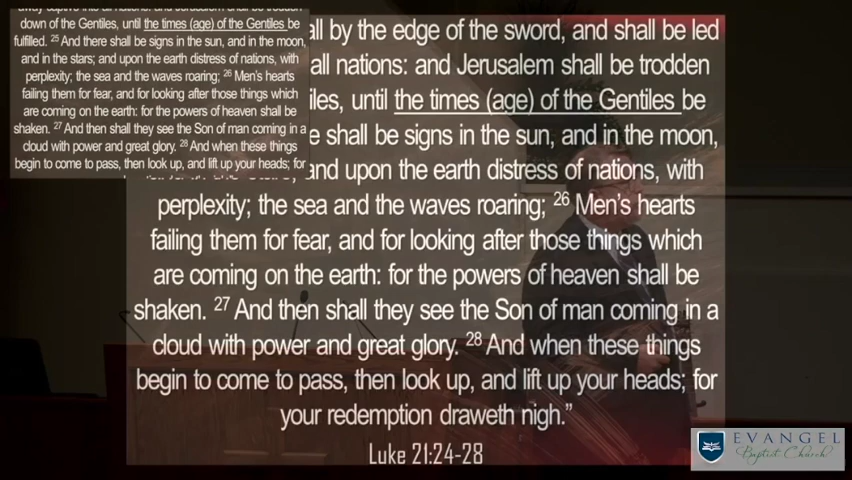 away captive into all nations: and Jerusalem shall be trodden
down of the Gentiles, until the times (age) of the Gentiles be
fulfilled. 25 And there shall be signs in the sun, and in the moon,
and in the stars; and upon the earth distress of nations, with
perplexity; the sea and the waves roaring; 26 Men's hearts
failing them for fear, and for looking after those things which
are coming on the earth: for the powers of heaven shall be
shaken. 27 And then shall they see the Son of man coming in a
cloud with power and great glory. 28 And when these things
begin to come to pass, then look up, and lift up your heads; for
all by the edge of the sword, and shall be led
all nations: and Jerusalem shall be trodden
iles, until the times (age) of the Gentiles be
e shall be signs in the sun, and in the moon,
and upon the earth distress of nations, with
perplexity; the sea and the waves roaring; 26 Men's hearts
failing them for fear, and for looking after those things which
are coming on the earth: for the powers of heaven shall be
shaken. 27 And then shall they see the Son of man coming in a
cloud with power and great glory. 28 And when these things
begin to come to pass, then look up, and lift up your heads; for
your redemption draweth nigh."
Luke 21:24-28
EVANGEL
Baptist Church